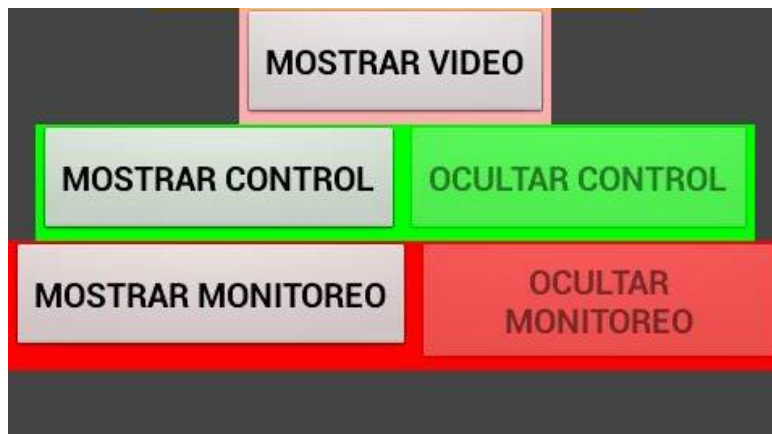 MOSTRAR VIDEO
MOSTRAR CONTROL
OCULTAR CONTROL
MOSTRAR MONITOREO
OCULTAR
MONITOREO